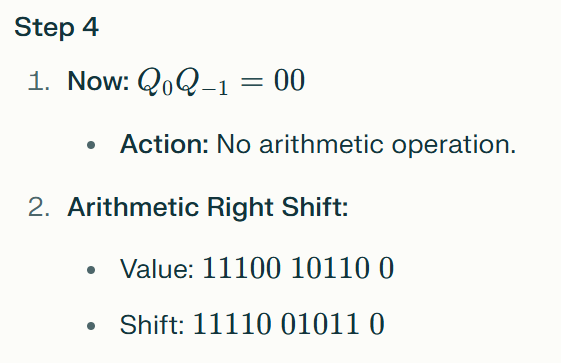 Step 4
1. Now: Q₀Q₋₁ = 00
• Action: No arithmetic operation.
2. Arithmetic Right Shift:
• Value: 11100 10110 0
• Shift: 11110 01011 0